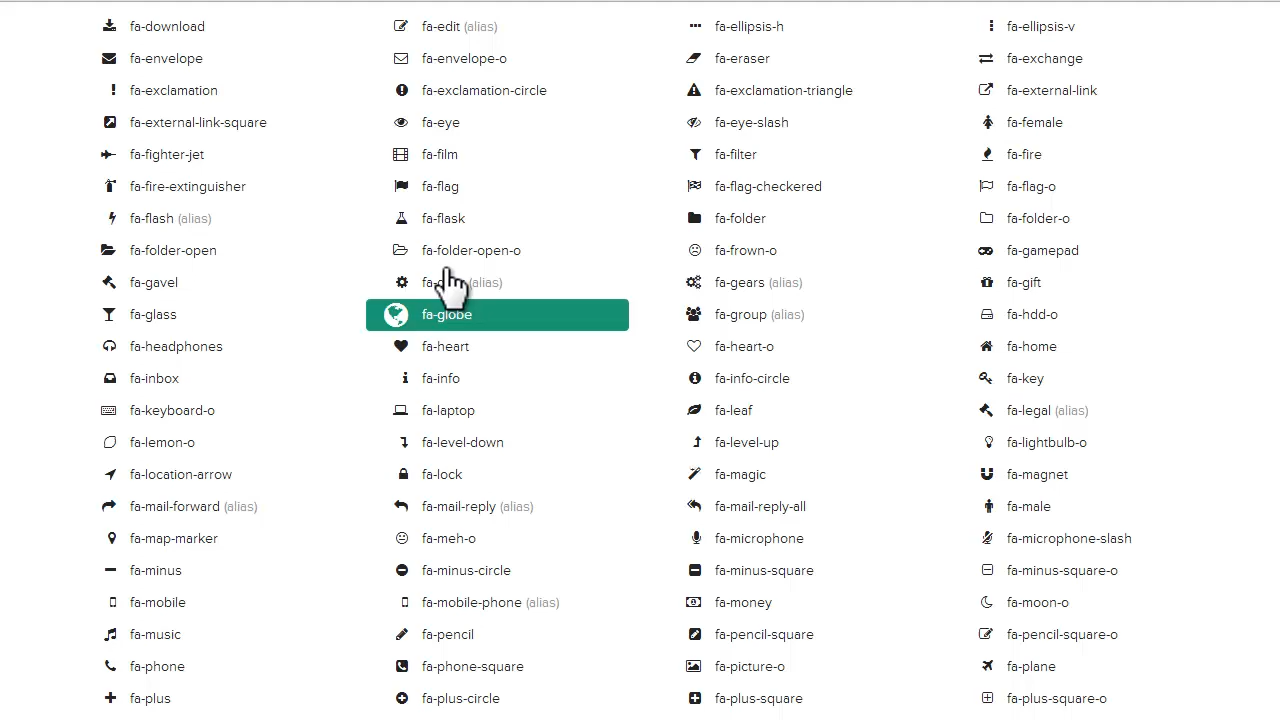 fa-download fa-edit (alias) fa-ellipsis-h fa-ellipsis-v
fa-envelope fa-envelope-o fa-eraser fa-exchange
fa-exclamation fa-exclamation-circle fa-exclamation-triangle fa-external-link
fa-external-link-square fa-eye fa-eye-slash fa-female
fa-fighter-jet fa-film fa-filter fa-fire
fa-fire-extinguisher fa-flag fa-flag-checkered fa-flag-o
fa-flash (alias) fa-flask fa-folder fa-folder-o
fa-folder-open fa-folder-open-o fa-frown-o fa-gamepad
fa-gavel (alias) fa-gears (alias) fa-gift
fa-glass fa-globe fa-group (alias) fa-hdd-o
fa-headphones fa-heart fa-heart-o fa-home
fa-inbox fa-info fa-info-circle fa-key
fa-keyboard-o fa-laptop fa-leaf fa-legal (alias)
fa-lemon-o fa-level-down fa-level-up fa-lightbulb-o
fa-location-arrow fa-lock fa-magic fa-magnet
fa-mail-forward (alias) fa-mail-reply (alias) fa-mail-reply-all fa-male
fa-map-marker fa-meh-o fa-microphone fa-microphone-slash
fa-minus fa-minus-circle fa-minus-square fa-minus-square-o
fa-mobile fa-mobile-phone (alias) fa-money fa-moon-o
fa-music fa-pencil fa-pencil-square fa-pencil-square-o
fa-phone fa-phone-square fa-picture-o fa-plane
fa-plus fa-plus-circle fa-plus-square fa-plus-square-o